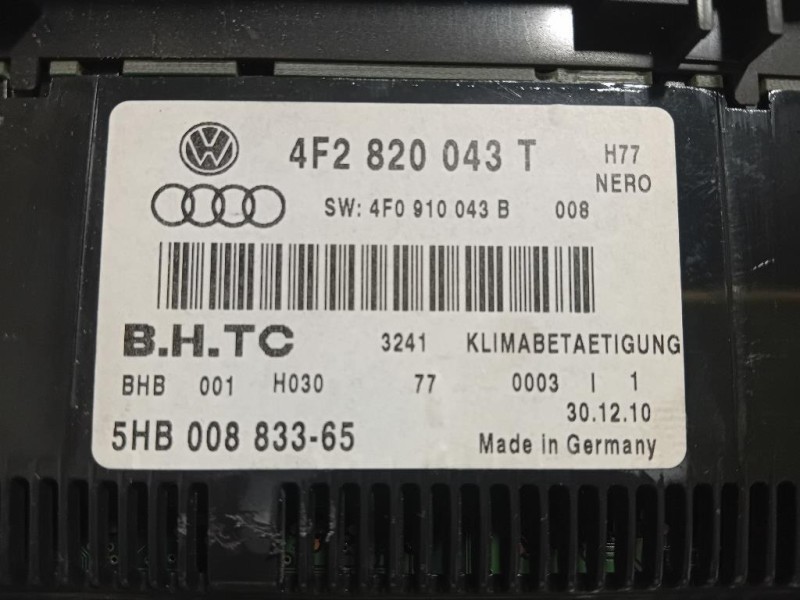 VW
4F2 820 043 T H77
NERO
SW: 4F0 910 043 B 008
B.H.TC 3241 KLIMABETAETIGUNG
BHB 001 H030 77 0003 I 1
30.12.10
5HB 008 833-65 Made in Germany